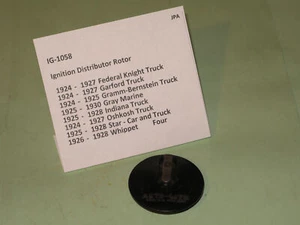 JPA
IG-1058
Ignition Distributor Rotor
1924 - 1927 Federal Knight Truck
1924 - 1927 Garford Truck
1924 - 1925 Gramm-Bernstein Truck
1925 - 1930 Gray Marine
1925 - 1928 Indiana Truck
1924 - 1927 Oshkosh Truck
1925 - 1928 Star - Car and Truck
1926 - 1928 Whippet Four